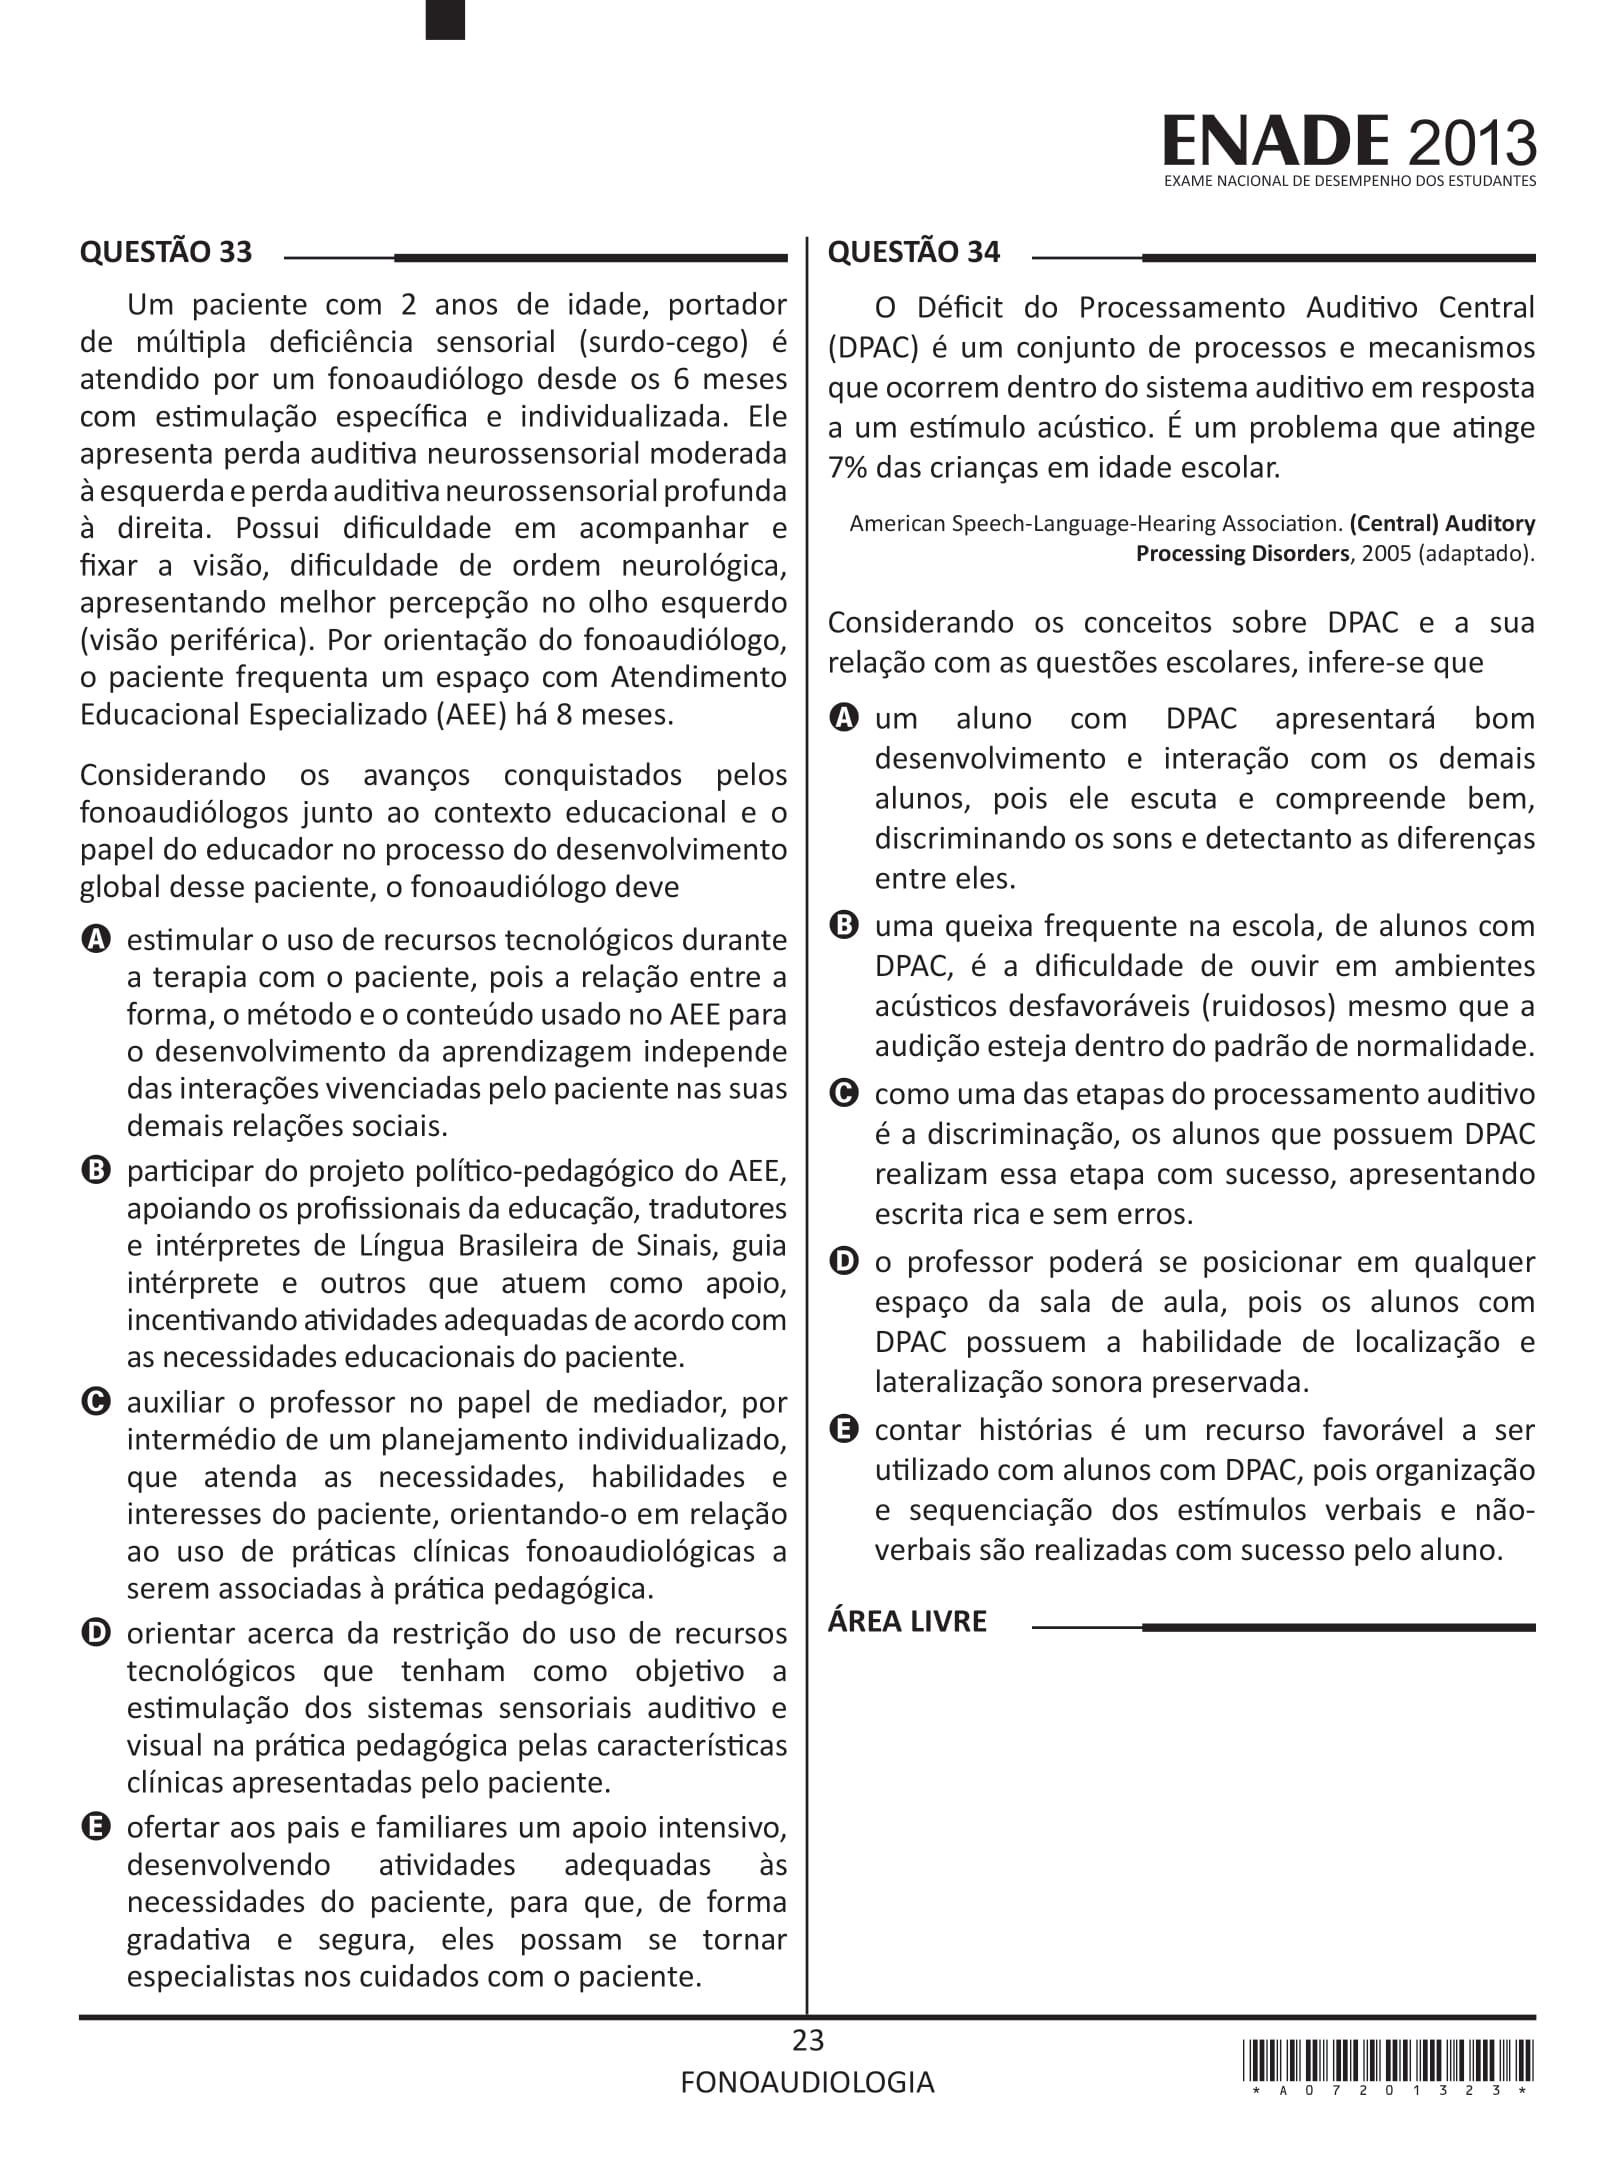 ENADE 2013
EXAME NACIONAL DE DESEMPENHO DOS ESTUDANTES
QUESTÃO 33
Um paciente com 2 anos de idade, portador
de múltipla deficiência sensorial (surdo-cego) é
atendido por um fonoaudiólogo desde os 6 meses
com estimulação específica e individualizada. Ele
apresenta perda auditiva neurossensorial moderada
à esquerda e perda auditiva neurossensorial profunda
à direita. Possui dificuldade em acompanhar e
fixar a visão, dificuldade de ordem neurológica,
apresentando melhor percepção no olho esquerdo
(visão periférica). Por orientação do fonoaudiólogo,
o paciente frequenta um espaço com Atendimento
Educacional Especializado (AEE) há 8 meses.
Considerando os avanços conquistados pelos
fonoaudiólogos junto ao contexto educacional e o
papel do educador no processo do desenvolvimento
global desse paciente, o fonoaudiólogo deve
A estimular o uso de recursos tecnológicos durante
a terapia com o paciente, pois a relação entre a
forma, o método e o conteúdo usado no AEE para
o desenvolvimento da aprendizagem independe
das interações vivenciadas pelo paciente nas suas
demais relações sociais.
B participar do projeto político-pedagógico do AEE,
apoiando os profissionais da educação, tradutores
e intérpretes de Língua Brasileira de Sinais, guia
intérprete e outros que atuem como apoio,
incentivando atividades adequadas de acordo com
as necessidades educacionais do paciente.
C auxiliar o professor no papel de mediador, por
intermédio de um planejamento individualizado,
que atenda as necessidades, habilidades e
interesses do paciente, orientando-o em relação
ao uso de práticas clínicas fonoaudiológicas a
serem associadas à prática pedagógica.
D orientar acerca da restrição do uso de recursos
tecnológicos que tenham como objetivo a
estimulação dos sistemas sensoriais auditivo e
visual na prática pedagógica pelas características
clínicas apresentadas pelo paciente.
E ofertar aos pais e familiares um apoio intensivo,
desenvolvendo atividades adequadas às
necessidades do paciente, para que, de forma
gradativa e segura, eles possam se tornar
especialistas nos cuidados com o paciente.
QUESTÃO 34
O Déficit do Processamento Auditivo Central
(DPAC) é um conjunto de processos e mecanismos
que ocorrem dentro do sistema auditivo em resposta
a um estímulo acústico. É um problema que atinge
7% das crianças em idade escolar.
American Speech-Language-Hearing Association. (Central) Auditory
Processing Disorders, 2005 (adaptado).
Considerando os conceitos sobre DPAC e a sua
relação com as questões escolares, infere-se que
A um aluno com DPAC apresentará bom
desenvolvimento e interação com os demais
alunos, pois ele escuta e compreende bem,
discriminando os sons e detectanto as diferenças
entre eles.
B uma queixa frequente na escola, de alunos com
DPAC, é a dificuldade de ouvir em ambientes
acústicos desfavoráveis (ruidosos) mesmo que a
audição esteja dentro do padrão de normalidade.
C como uma das etapas do processamento auditivo
é a discriminação, os alunos que possuem DPAC
realizam essa etapa com sucesso, apresentando
escrita rica e sem erros.
D o professor poderá se posicionar em qualquer
espaço da sala de aula, pois os alunos com
DPAC possuem a habilidade de localização e
lateralização sonora preservada.
E contar histórias é um recurso favorável a ser
utilizado com alunos com DPAC, pois organização
e sequenciação dos estímulos verbais e não-
verbais são realizadas com sucesso pelo aluno.
ÁREA LIVRE
23
FONOAUDIOLOGIA
*A07201323*